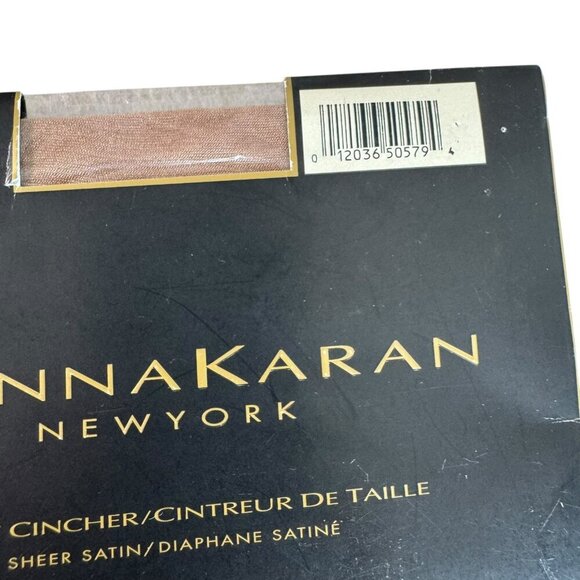 0 12036 50579 4
NNAKARAN
NEWYORK
CINCHER/CINTREUR DE TAILLE
SHEER SATIN/DIAPHANE SATINÉ